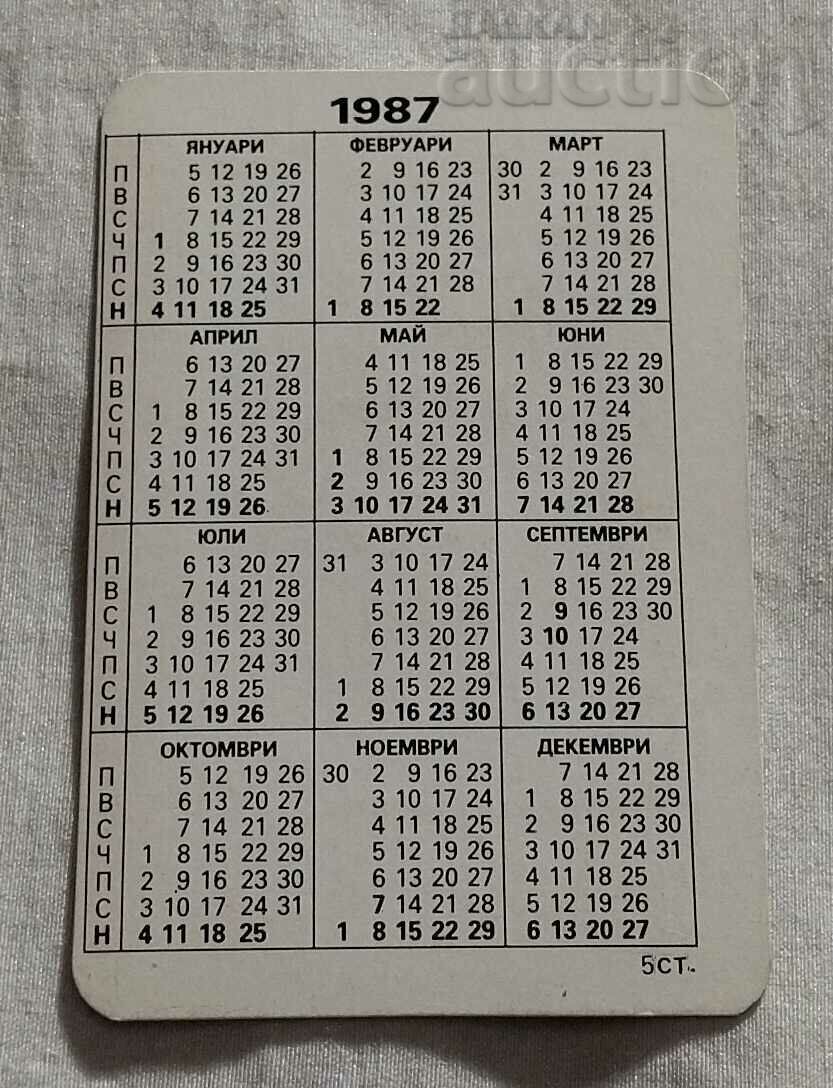 БАЛКАН
auction
1987
ЯНУАРИ ФЕВРУАРИ МАРТ
П 5 12 19 26 2 9 16 23 30 2 9 16 23
В 6 13 20 27 3 10 17 24 31 3 10 17 24
С 7 14 21 28 4 11 18 25 4 11 18 25
Ч 1 8 15 22 29 5 12 19 26 5 12 19 26
П 2 9 16 23 30 6 13 20 27 6 13 20 27
С 3 10 17 24 31 7 14 21 28 7 14 21 28
Н 4 11 18 25 1 8 15 22 1 8 15 22 29
АПРИЛ МАЙ ЮНИ
П 6 13 20 27 4 11 18 25 1 8 15 22 29
В 7 14 21 28 5 12 19 26 2 9 16 23 30
С 1 8 15 22 29 6 13 20 27 3 10 17 24
Ч 2 9 16 23 30 7 14 21 28 4 11 18 25
П 3 10 17 24 31 1 8 15 22 29 5 12 19 26
С 4 11 18 25 2 9 16 23 30 6 13 20 27
Н 5 12 19 26 3 10 17 24 31 7 14 21 28
ЮЛИ АВГУСТ СЕПТЕМВРИ
П 6 13 20 27 31 3 10 17 24 7 14 21 28
В 7 14 21 28 4 11 18 25 1 8 15 22 29
С 1 8 15 22 29 5 12 19 26 2 9 16 23 30
Ч 2 9 16 23 30 6 13 20 27 3 10 17 24
П 3 10 17 24 31 7 14 21 28 4 11 18 25
С 4 11 18 25 1 8 15 22 29 5 12 19 26
Н 5 12 19 26 2 9 16 23 30 6 13 20 27
ОКТОМВРИ НОЕМВРИ ДЕКЕМВРИ
П 5 12 19 26 30 2 9 16 23 7 14 21 28
В 6 13 20 27 3 10 17 24 1 8 15 22 29
С 7 14 21 28 4 11 18 25 2 9 16 23 30
Ч 1 8 15 22 29 5 12 19 26 3 10 17 24 31
П 2 9 16 23 30 6 13 20 27 4 11 18 25
С 3 10 17 24 31 7 14 21 28 5 12 19 26
Н 4 11 18 25 1 8 15 22 29 6 13 20 27
5СТ.